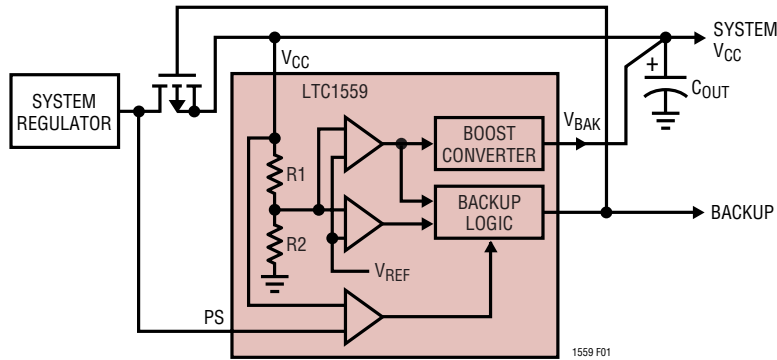 SYSTEM
REGULATOR
VCC
LTC1559
R1
R2
VREF
PS
BOOST
CONVERTER
BACKUP
LOGIC
VBAK
+
COUT
SYSTEM
VCC
BACKUP
1559 F01